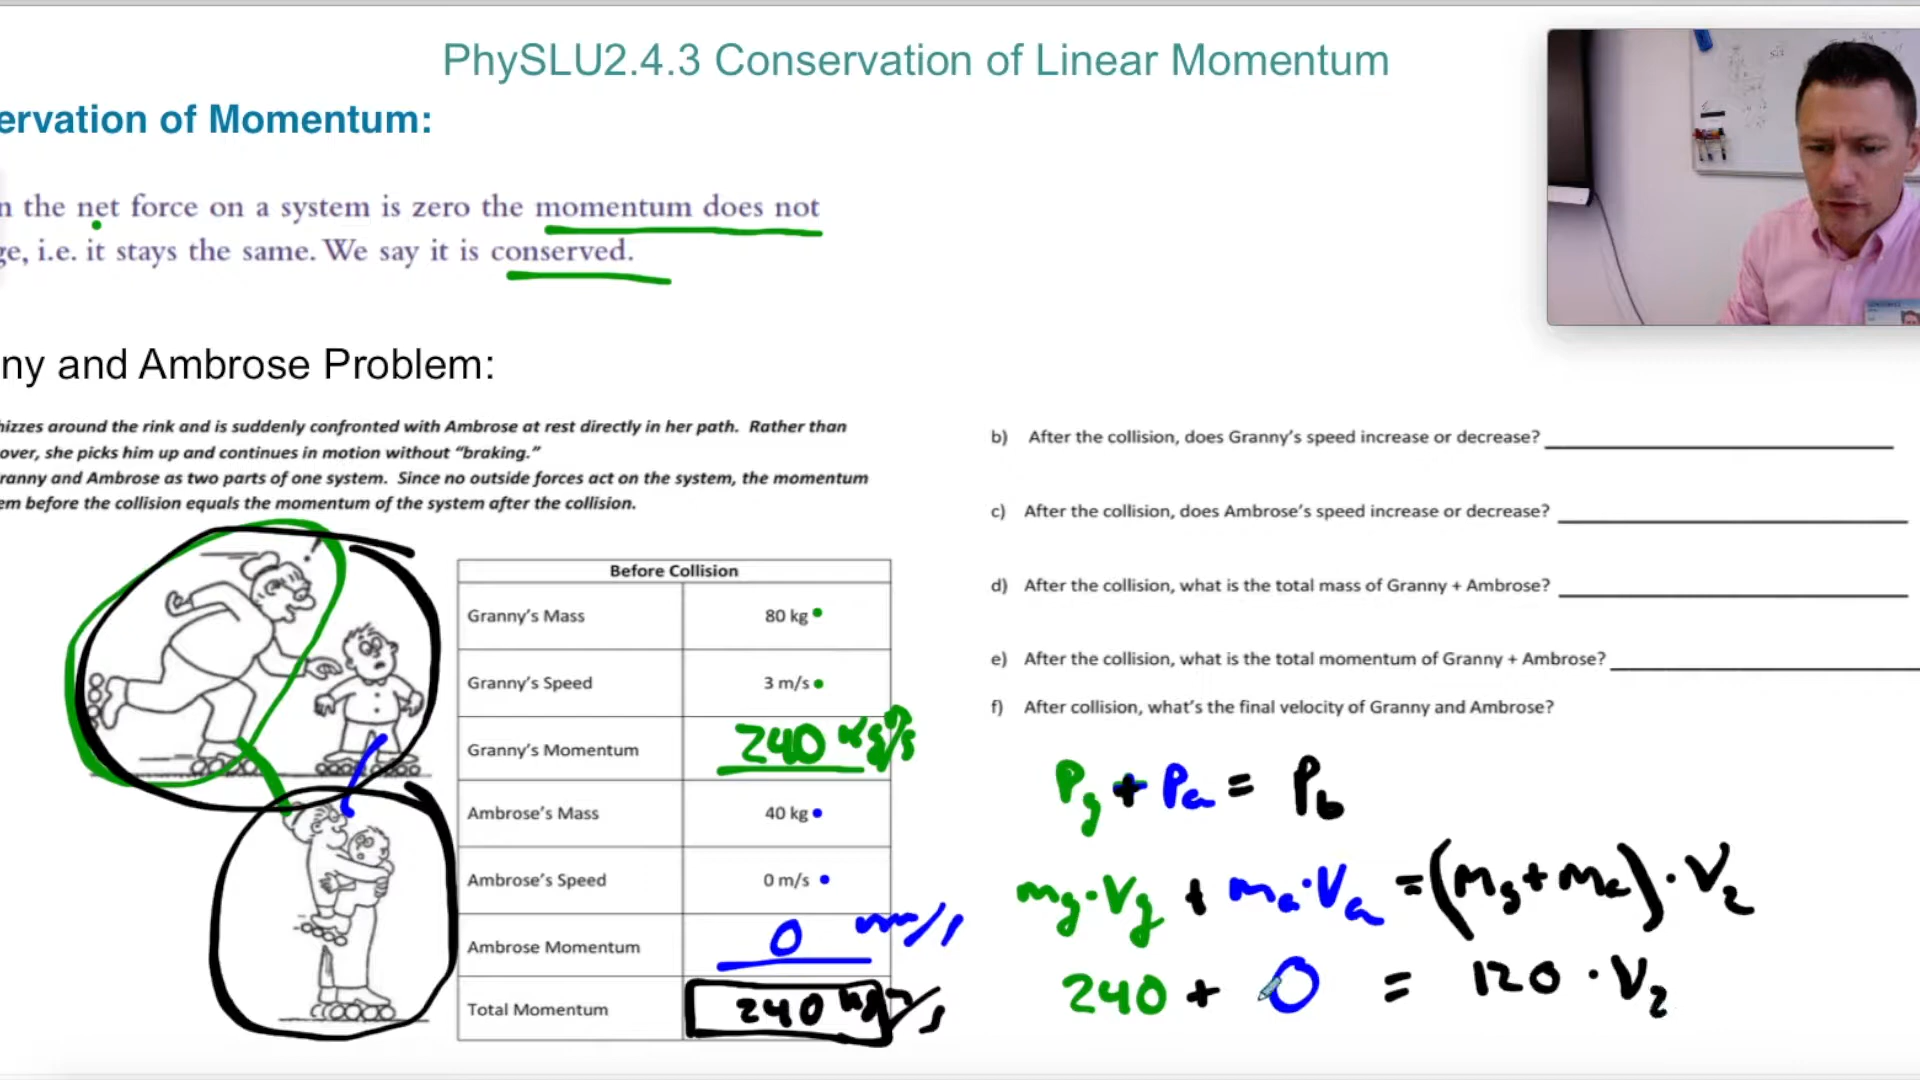 PhySLU2.4.3 Conservation of Linear Momentum
ervation of Momentum:
n the net force on a system is zero the momentum does not
ge, i.e. it stays the same. We say it is conserved.
ny and Ambrose Problem:
hizzes around the rink and is suddenly confronted with Ambrose at rest directly in her path. Rather than
over, she picks him up and continues in motion without "braking."
ranny and Ambrose as two parts of one system. Since no outside forces act on the system, the momentum
em before the collision equals the momentum of the system after the collision.
Before Collision
Granny's Mass 80 kg
Granny's Speed 3 m/s
Granny's Momentum 240 kg m/s
Ambrose's Mass 40 kg
Ambrose's Speed 0 m/s
Ambrose Momentum 0 m/s
Total Momentum 240 kg m/s
b) After the collision, does Granny's speed increase or decrease?
c) After the collision, does Ambrose's speed increase or decrease?
d) After the collision, what is the total mass of Granny + Ambrose?
e) After the collision, what is the total momentum of Granny + Ambrose?
f) After collision, what's the final velocity of Granny and Ambrose?
Pg + Pa = Pb
mg·Vg + ma·Va = (mg + ma)·V2
240 + 0 = 120 · V2